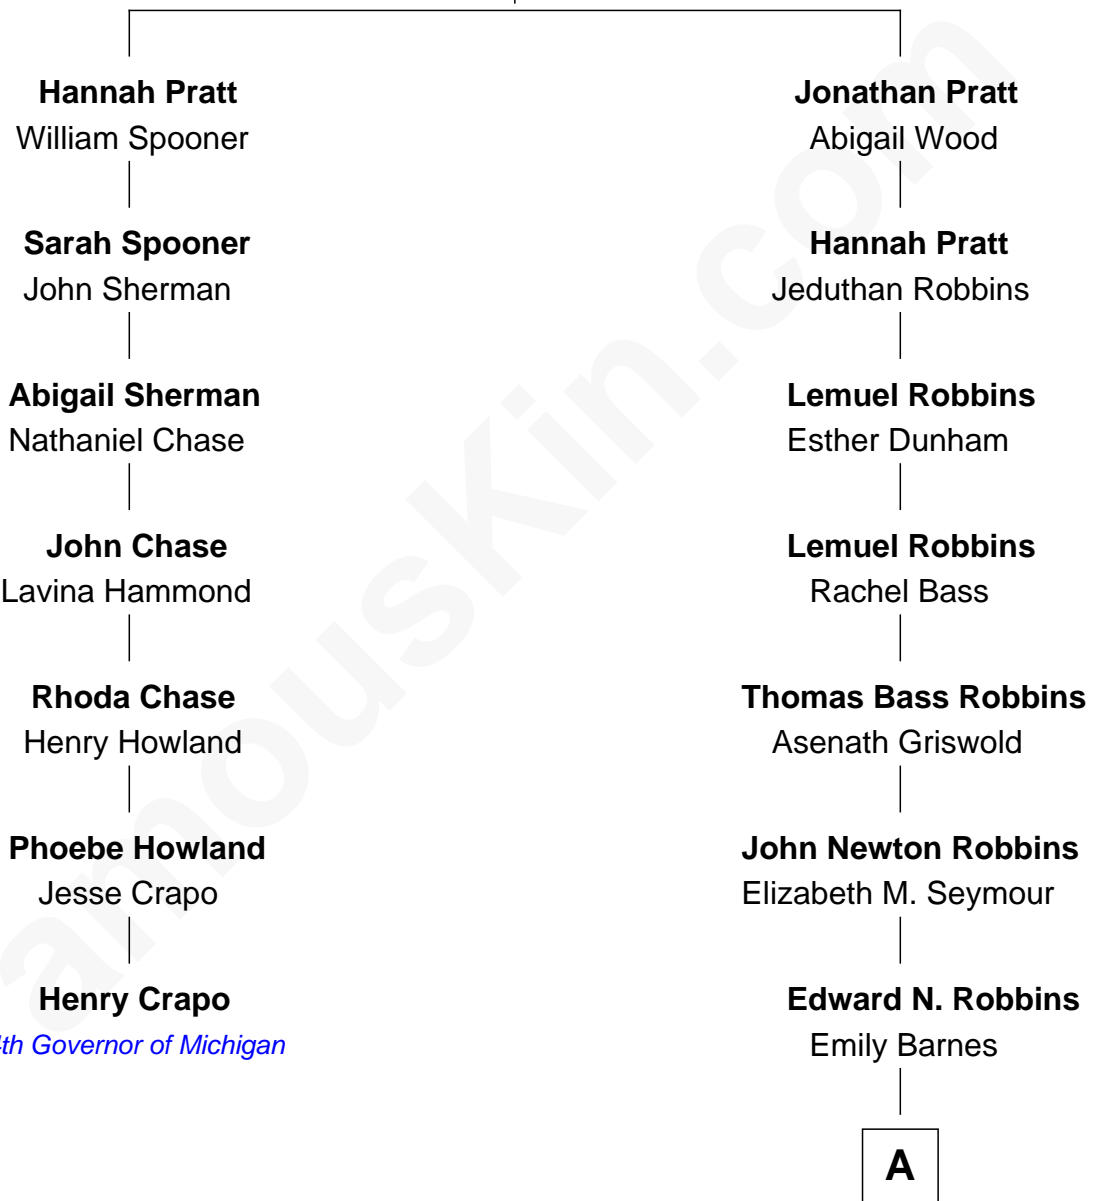 Hannah Pratt
William Spooner
Sarah Spooner
John Sherman
Abigail Sherman
Nathaniel Chase
John Chase
Lavina Hammond
Rhoda Chase
Henry Howland
Phoebe Howland
Jesse Crapo
Henry Crapo
4th Governor of Michigan
Jonathan Pratt
Abigail Wood
Hannah Pratt
Jeduthan Robbins
Lemuel Robbins
Esther Dunham
Lemuel Robbins
Rachel Bass
Thomas Bass Robbins
Asenath Griswold
John Newton Robbins
Elizabeth M. Seymour
Edward N. Robbins
Emily Barnes
A
amouskin.com